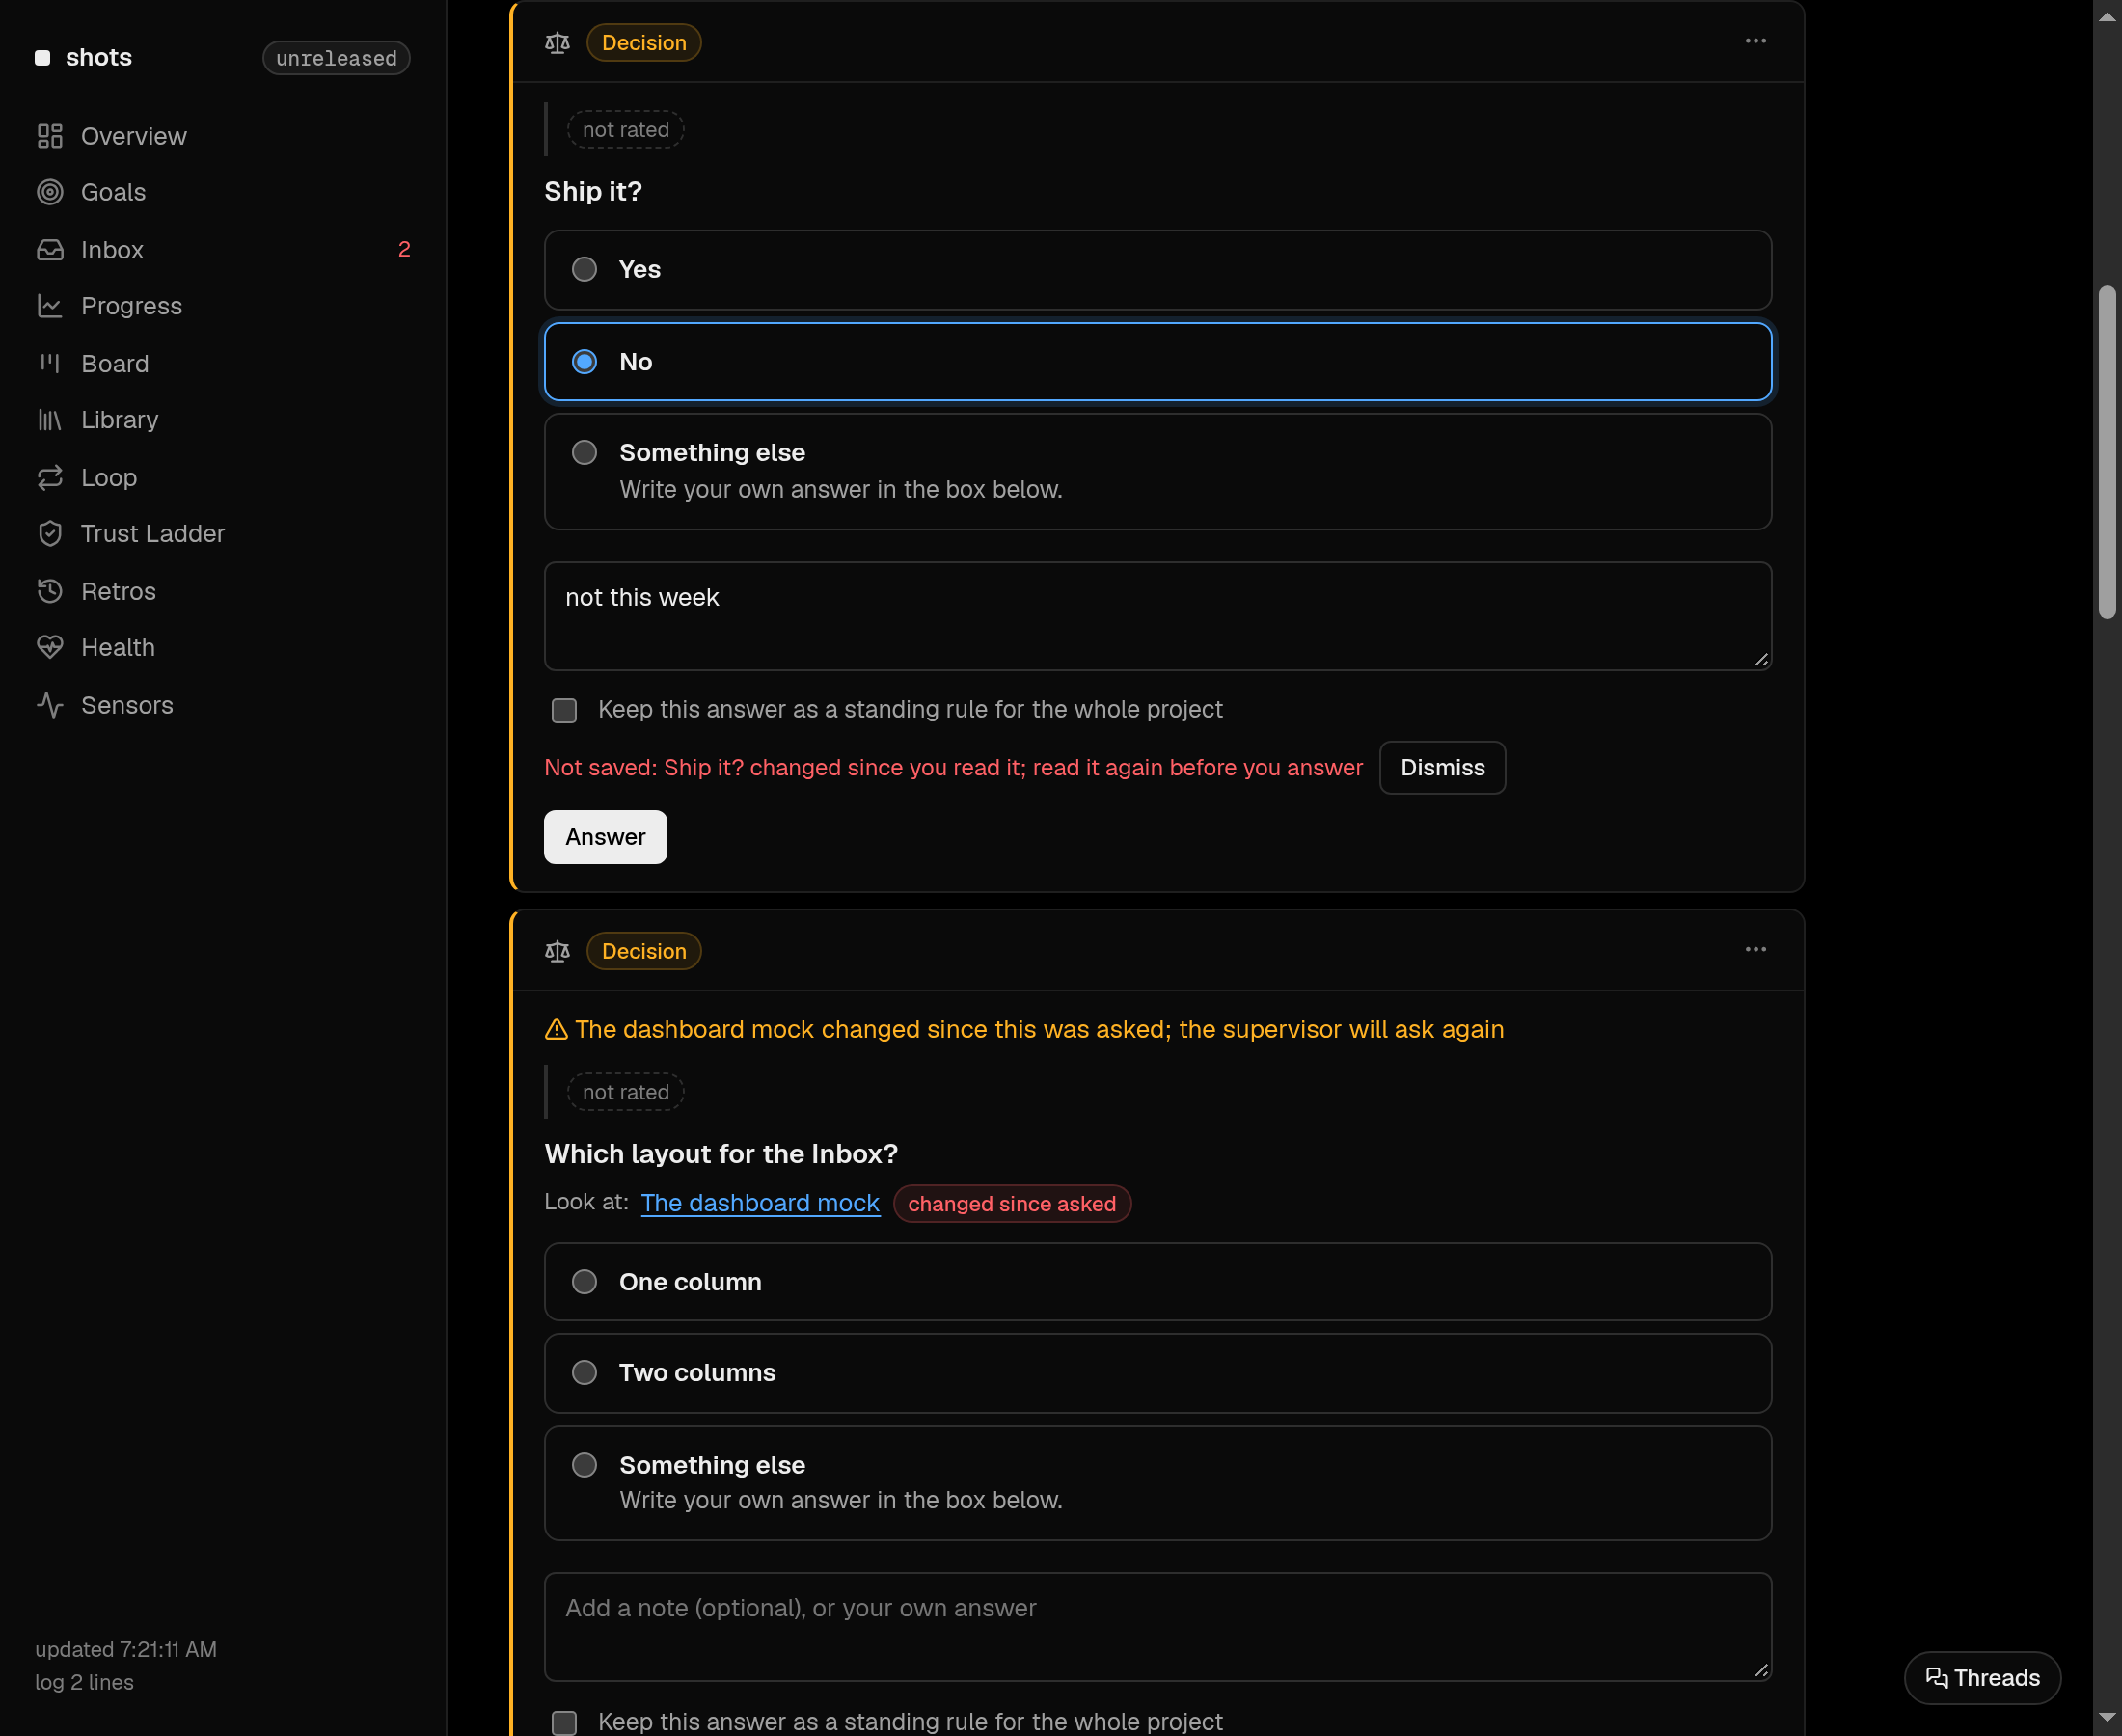 shots
unreleased
Overview
Goals
Inbox
2
Progress
Board
Library
Loop
Trust Ladder
Retros
Health
Sensors
updated 7:21:11 AM
log 2 lines
Decision
not rated
Ship it?
Yes
No
Something else
Write your own answer in the box below.
not this week
Keep this answer as a standing rule for the whole project
Not saved: Ship it? changed since you read it; read it again before you answer
Dismiss
Answer
Decision
The dashboard mock changed since this was asked; the supervisor will ask again
not rated
Which layout for the Inbox?
Look at: The dashboard mock changed since asked
One column
Two columns
Something else
Write your own answer in the box below.
Add a note (optional), or your own answer
Keep this answer as a standing rule for the whole project
Threads